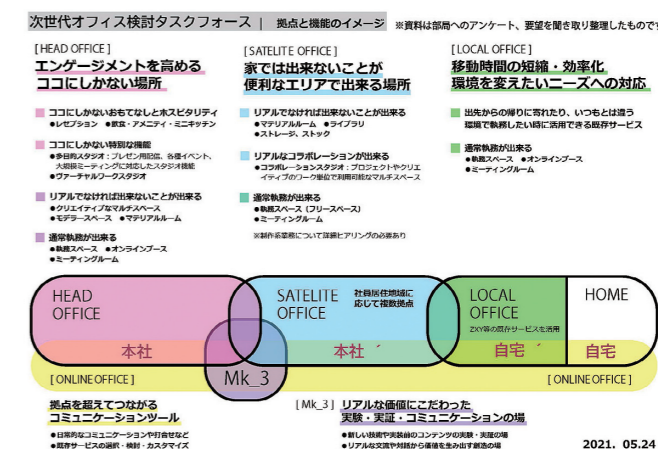 次世代オフィス検討タスクフォース | 拠点と機能のイメージ ※資料は部局へのアンケート、要望を聞き取り整理したものです
[HEAD OFFICE]
エンゲージメントを高める
ココにしかない場所
ココにしかないおもてなしとホスピタリティ
●レセプション ●飲食・アメニティ・ミニキッチン
ココにしかない特別な機能
●多目的スタジオ：プレゼン用配信、各種イベント、
大規模ミーティングに対応したスタジオ機能
●ヴァーチャルワークスタジオ
リアルでなければ出来ないことが出来る
●クリエイティブなマルチスペース
●モデラースペース ●マテリアルルーム
通常執務が出来る
●執務スペース ●オンラインブース
●ミーティングルーム
[SATELITE OFFICE]
家では出来ないことが
便利なエリアで出来る場所
リアルでなければ出来ないことが出来る
●マテリアルルーム ●ライブラリ
●ストレージ、ストック
リアルなコラボレーションが出来る
●コラボレーションスタジオ：プロジェクトやクリエ
イティブのワーク単位で利用可能なマルチスペース
通常執務が出来る
●執務スペース（フリースペース）
●ミーティングルーム
※制作系業務について詳細ヒアリングの必要あり
[LOCAL OFFICE]
移動時間の短縮・効率化
環境を変えたいニーズへの対応
出先からの帰りに寄れたり、いつもとは違う
環境で執務したい時に活用できる既存サービス
通常執務が出来る
●執務スペース ●オンラインブース
●ミーティングルーム
HEAD
OFFICE
本社
SATELITE
OFFICE
社員居住地域に
応じて複数拠点
本社 ´
LOCAL
OFFICE
ZXY等の既存サービスを活用
自宅 ´
HOME
自宅
Mk_3
[ONLINE OFFICE]
[ONLINE OFFICE]
拠点を超えてつながる
コミュニケーションツール
●日常的なコミュニケーションや打合せなど
●既存サービスの選択・検討・カスタマイズ
[Mk_3] リアルな価値にこだわった
実験・実証・コミュニケーションの場
●新しい技術や実装前のコンテンツの実験・実証の場
●リアルな交流や対話から価値を生み出す創造の場
2021. 05.24